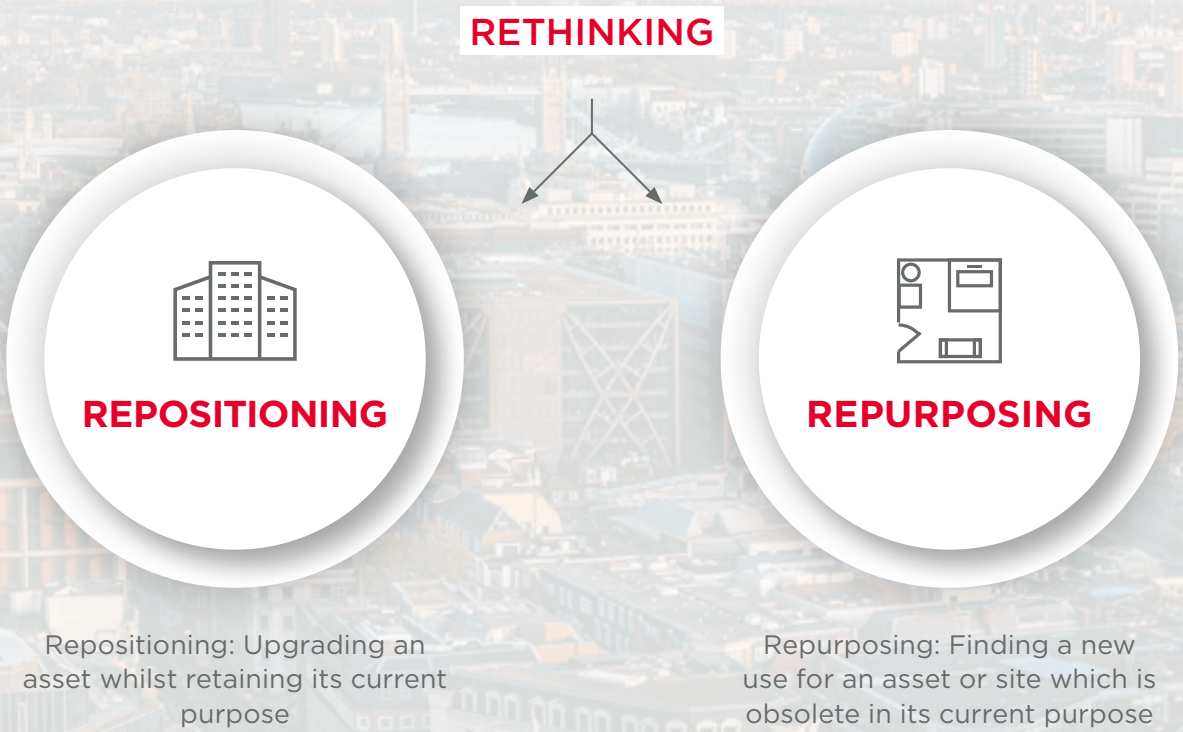 RETHINKING
REPOSITIONING
REPURPOSING
Repositioning: Upgrading an
asset whilst retaining its current
purpose
Repurposing: Finding a new
use for an asset or site which is
obsolete in its current purpose